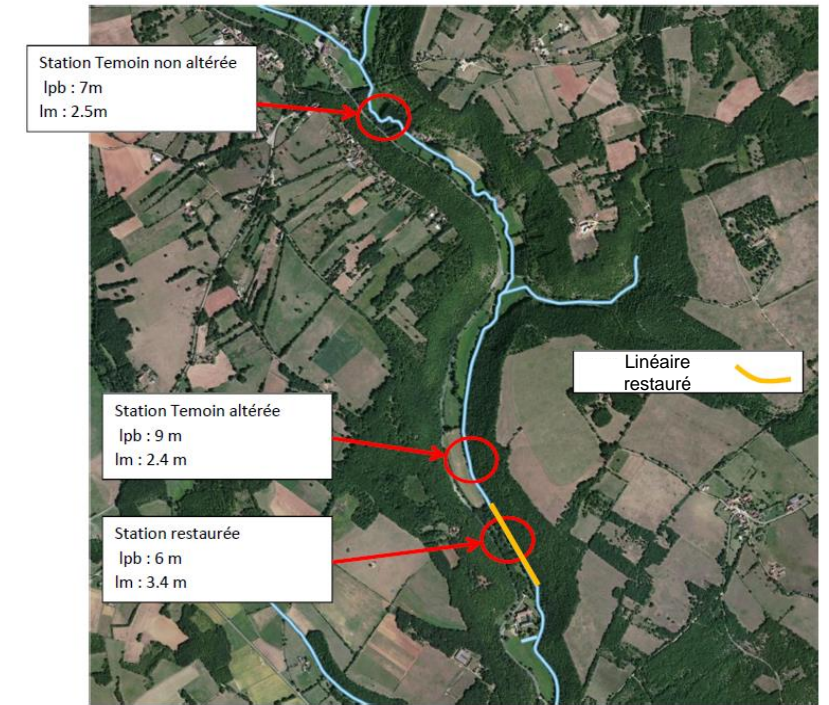 Station Temoin non altérée
lpb : 7m
lm : 2.5m
Linéaire
restauré
Station Temoin altérée
lpb : 9 m
lm : 2.4 m
Station restaurée
lpb : 6 m
lm : 3.4 m